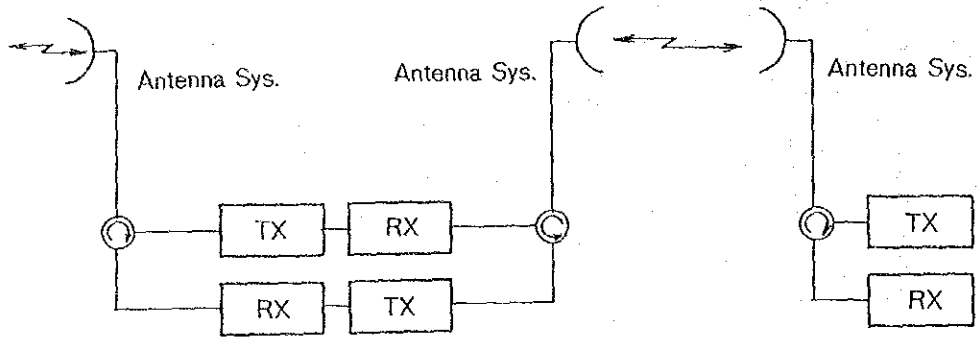 Antenna Sys.
Antenna Sys.
Antenna Sys.
TX
RX
TX
RX
TX
RX